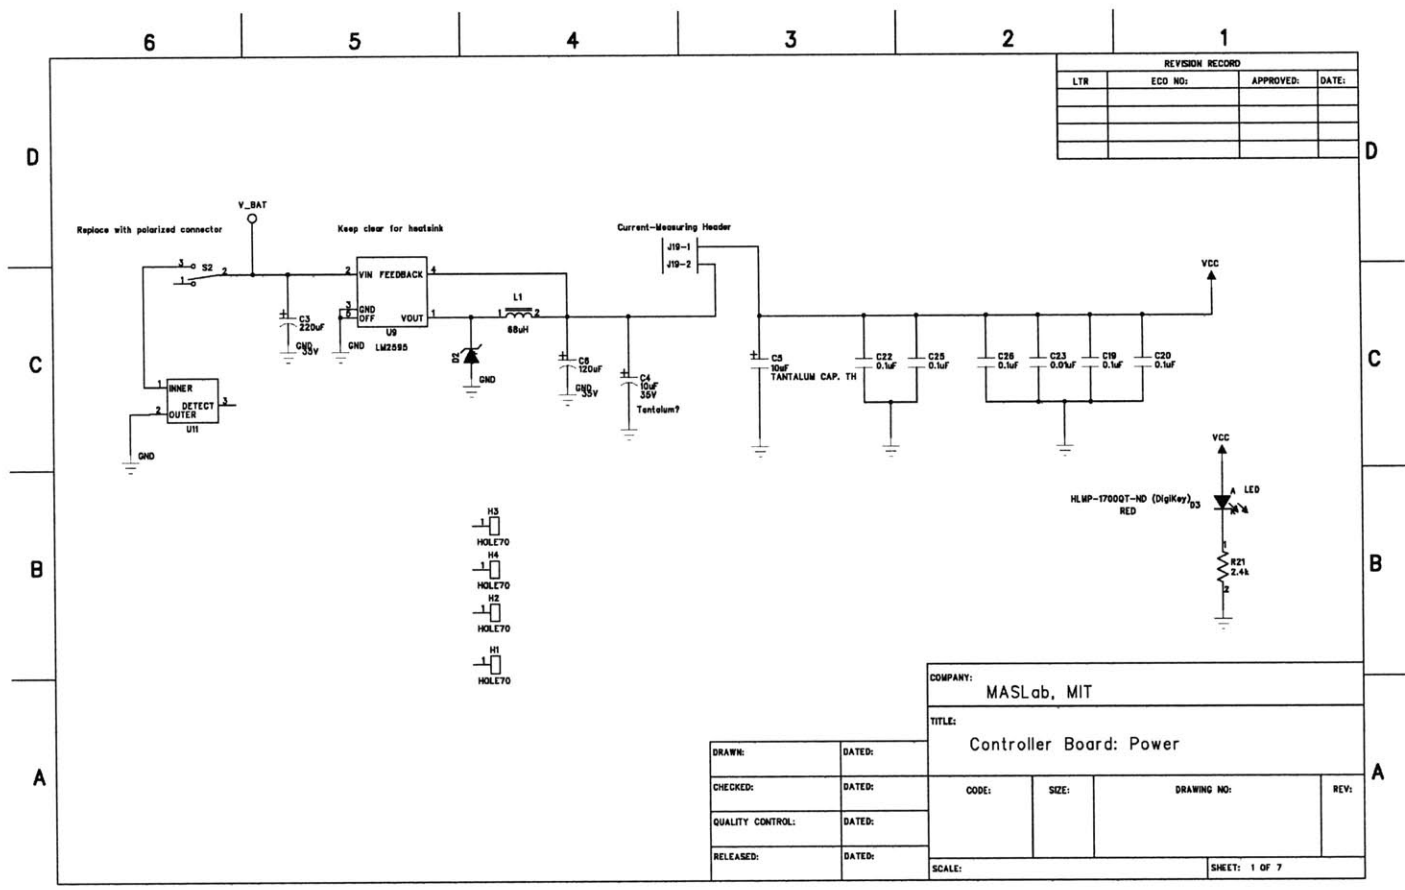 6 5 4 3 2 1
REVISION RECORD
LTR ECO NO: APPROVED: DATE:
D D
V_BAT
Replace with polarized connector
Keep clear for heatsink
Current-Measuring Header
J19-1
J19-2
3 S2 2
1
2 VIN FEEDBACK 4
3 GND
5 OFF VOUT 1
U9
LM2595
GND
C3
220uF
GND
35V
L1
1 2
68uH
D2
GND
C6
120uF
GND
35V
C4
10uF
35V
Tantalum?
VCC
C C
C5
10uF
TANTALUM CAP. TH
C22
0.1uF
C25
0.1uF
C26
0.1uF
C23
0.01uF
C19
0.1uF
C20
0.1uF
1 INNER
DETECT 3
2 OUTER
U11
GND
VCC
HLMP-1700QT-ND (DigiKey) D3
RED
A LED
K
1
R21
2.4k
2
B B
H3
1
HOLE70
H4
1
HOLE70
H2
1
HOLE70
H1
1
HOLE70
COMPANY:
MASLab, MIT
TITLE:
Controller Board: Power
A A
DRAWN: DATED:
CHECKED: DATED:
QUALITY CONTROL: DATED:
RELEASED: DATED:
CODE: SIZE: DRAWING NO: REV:
SCALE: SHEET: 1 OF 7